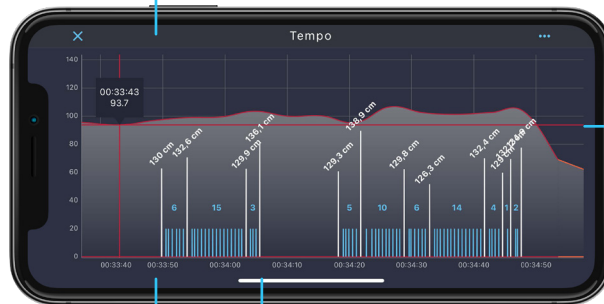 Tempo
140
120
100
80
60
40
20
0
00:33:43
93.7
130 cm
132,6 cm
129,9 cm
136,1 cm
129,3 cm
138,9 cm
129,8 cm
126,3 cm
132,4 cm
6
15
3
5
10
6
14
4
1
2
00:33:40
00:33:50
00:34:00
00:34:10
00:34:20
00:34:30
00:34:40
00:34:50